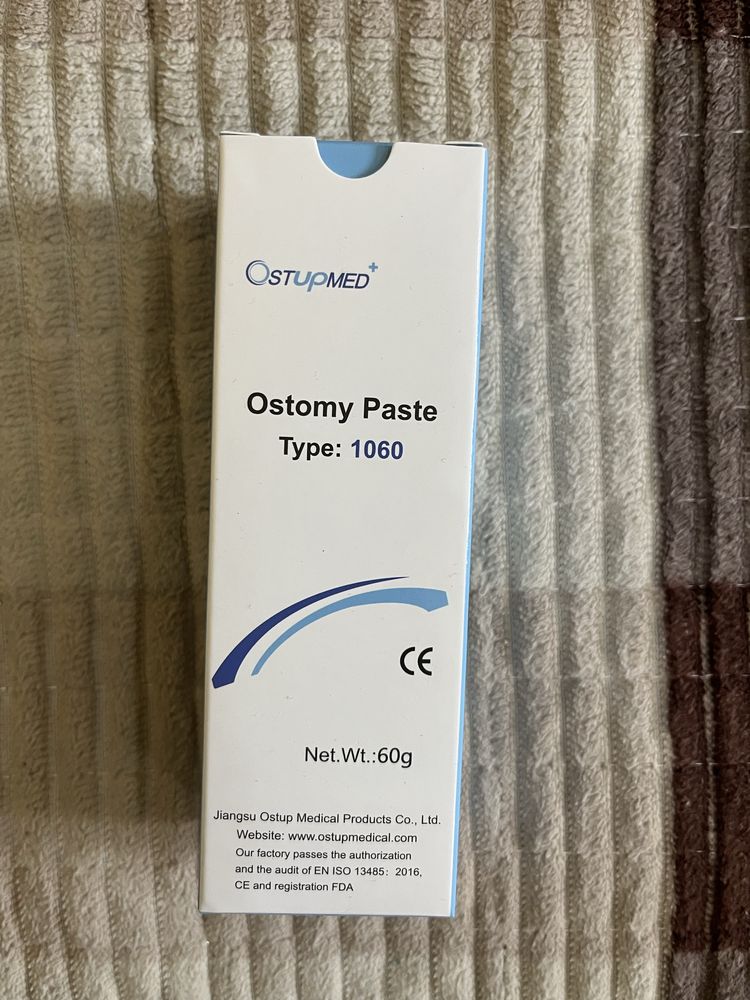 OSTUPMED+
Ostomy Paste
Type: 1060
CE
Net.Wt.:60g
Jiangsu Ostup Medical Products Co., Ltd.
Website: www.ostupmedical.com
Our factory passes the authorization
and the audit of EN ISO 13485: 2016,
CE and registration FDA